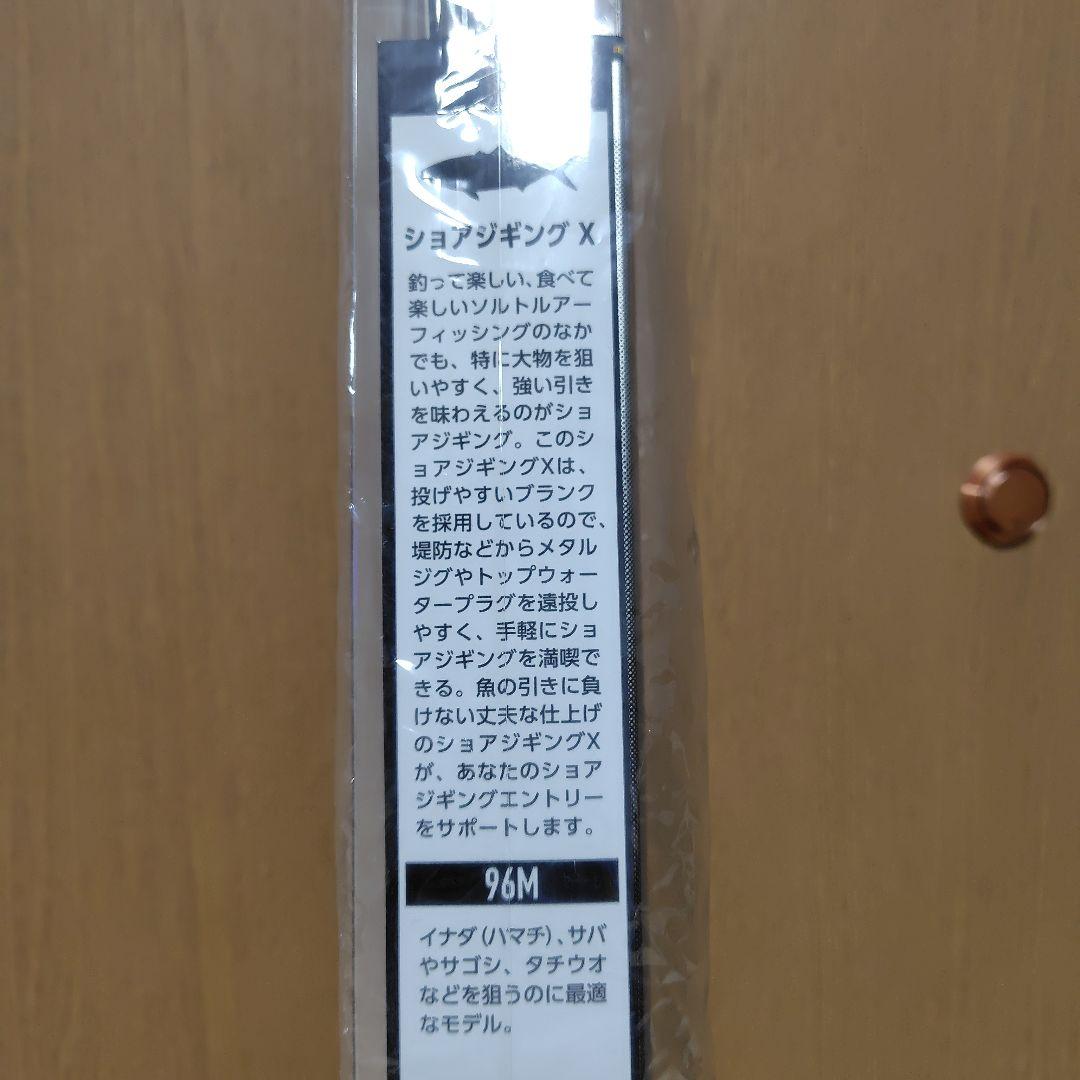 ショアジギング X
釣って楽しい、食べて
楽しいソルトルアー
フィッシングのなか
でも、特に大物を狙
いやすく、強い引き
を味わえるのがショ
アジギング。このシ
ョアジギングXは、
投げやすいブランク
を採用しているので、
堤防などからメタル
ジグやトップウォー
タープラグを遠投し
やすく、手軽にショ
アジギングを満喫で
きる。魚の引きに負
けない丈夫な仕上げ
のショアジギングX
が、あなたのショア
ジギングエントリー
をサポートします。
96M
イナダ(ハマチ)、サバ
やサゴシ、タチウオ
などを狙うのに最適
なモデル。